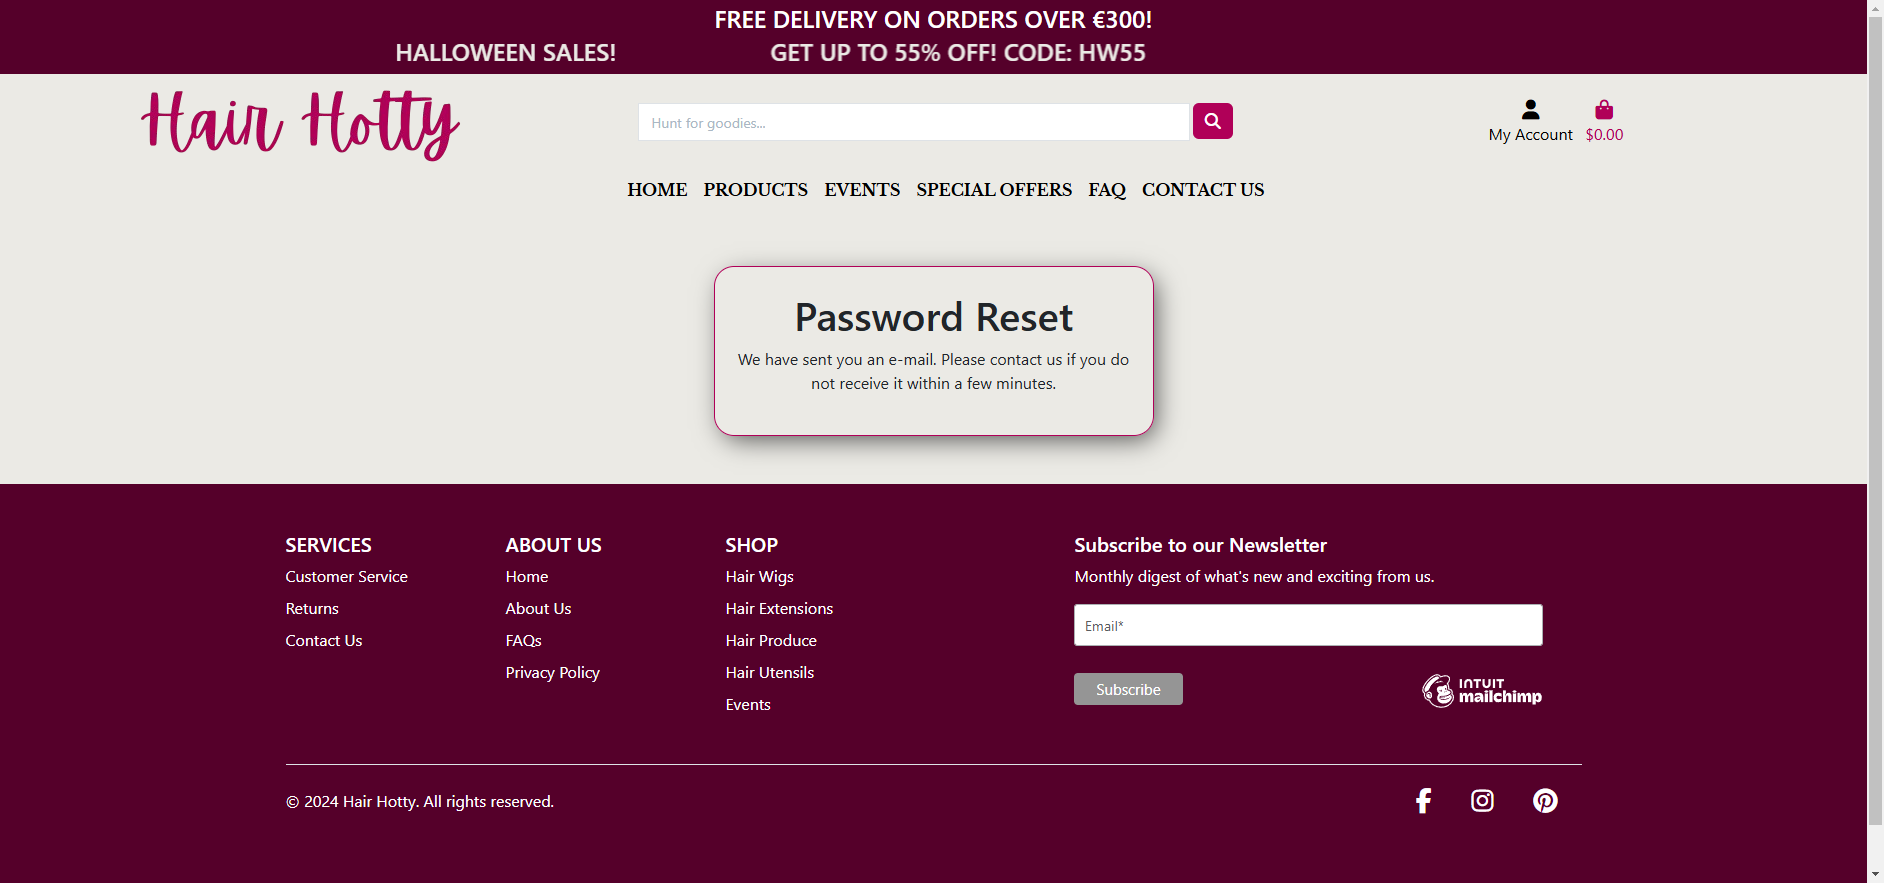 FREE DELIVERY ON ORDERS OVER €300!
HALLOWEEN SALES! GET UP TO 55% OFF! CODE: HW55
Hair Hotty
Hunt for goodies...
My Account $0.00
HOME PRODUCTS EVENTS SPECIAL OFFERS FAQ CONTACT US
Password Reset
We have sent you an e-mail. Please contact us if you do
not receive it within a few minutes.
SERVICES
Customer Service
Returns
Contact Us
ABOUT US
Home
About Us
FAQs
Privacy Policy
SHOP
Hair Wigs
Hair Extensions
Hair Produce
Hair Utensils
Events
Subscribe to our Newsletter
Monthly digest of what's new and exciting from us.
Email*
Subscribe
INTUIT
mailchimp
© 2024 Hair Hotty. All rights reserved.